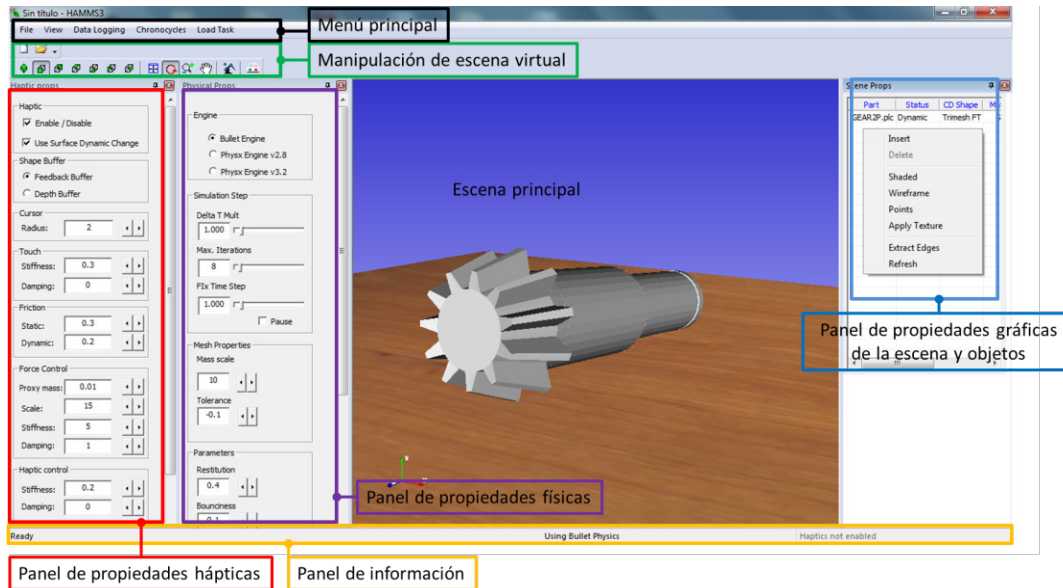 Sin título - HAMMS3
File View Data Logging Chronocycles Load Task
Menú principal
Manipulación de escena virtual
Haptic props
Haptic
Enable / Disable
Use Surface Dynamic Change
Shape Buffer
Feedback Buffer
Depth Buffer
Cursor
Radius: 2
Touch
Stiffness: 0.3
Damping: 0
Friction
Static: 0.3
Dynamic: 0.2
Force Control
Proxy mass: 0.01
Scale: 15
Stiffness: 5
Damping: 1
Haptic control
Stiffness: 0.2
Damping: 0
Physical Props
Engine
Bullet Engine
Physx Engine v2.8
Physx Engine v3.2
Simulation Step
Delta T Mult
1.000
Max. Iterations
8
FIx Time Step
1.000
Pause
Mesh Properties
Mass scale
10
Tolerance
-0.1
Parameters
Restitution
0.4
Bounciness
0.1
Escena principal
Panel de propiedades físicas
Scene Props
Part Status CD Shape
GEAR2P.plc Dynamic Trimesh FT
Insert
Delete
Shaded
Wireframe
Points
Apply Texture
Extract Edges
Refresh
Panel de propiedades gráficas
de la escena y objetos
Ready Using Bullet Physics Haptics not enabled
Panel de propiedades hápticas
Panel de información